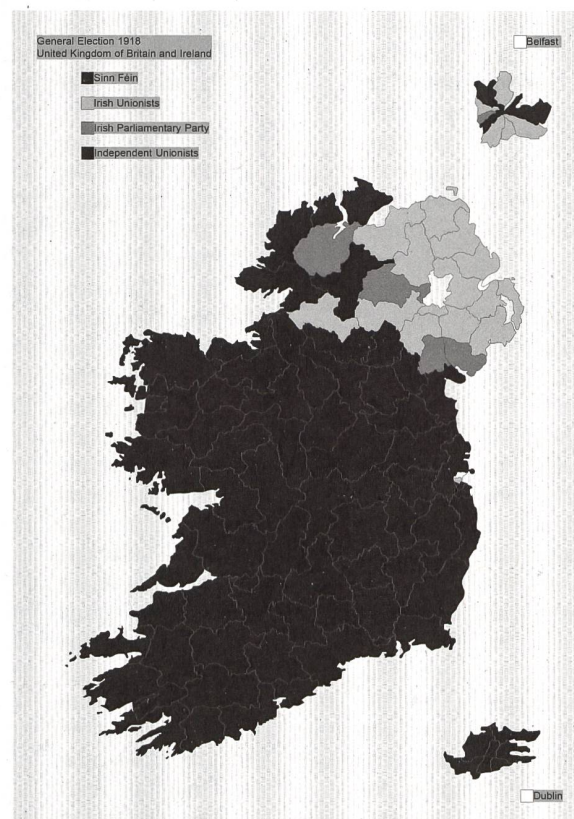 General Election 1918
United Kingdom of Britain and Ireland
Sinn Féin
Irish Unionists
Irish Parliamentary Party
Independent Unionists
Belfast
Dublin